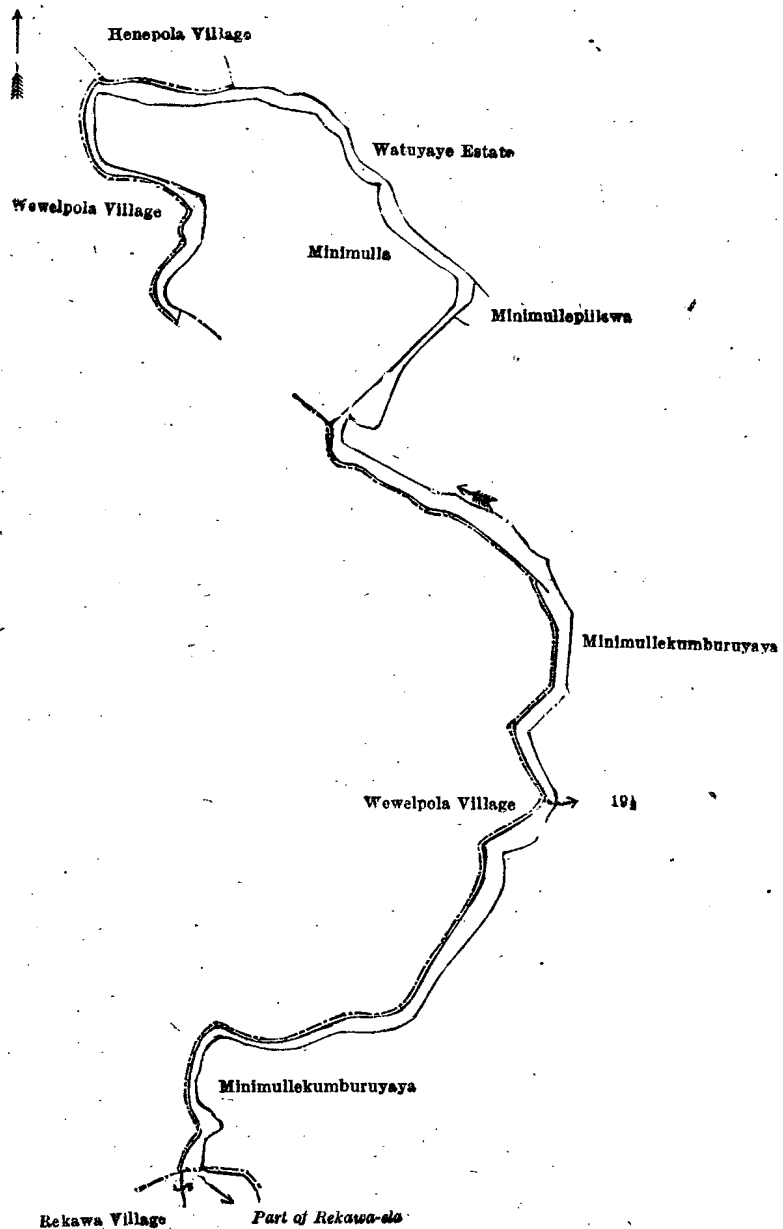 Henepola Village
Watuyaye Estate
Wewelpola Village
Minimulla
Minimullepillewa
Minimullekumburuyaya
Wewelpola Village
19½
Minimullekumburuyaya
Rekawa Village
Part of Rekawa-ela